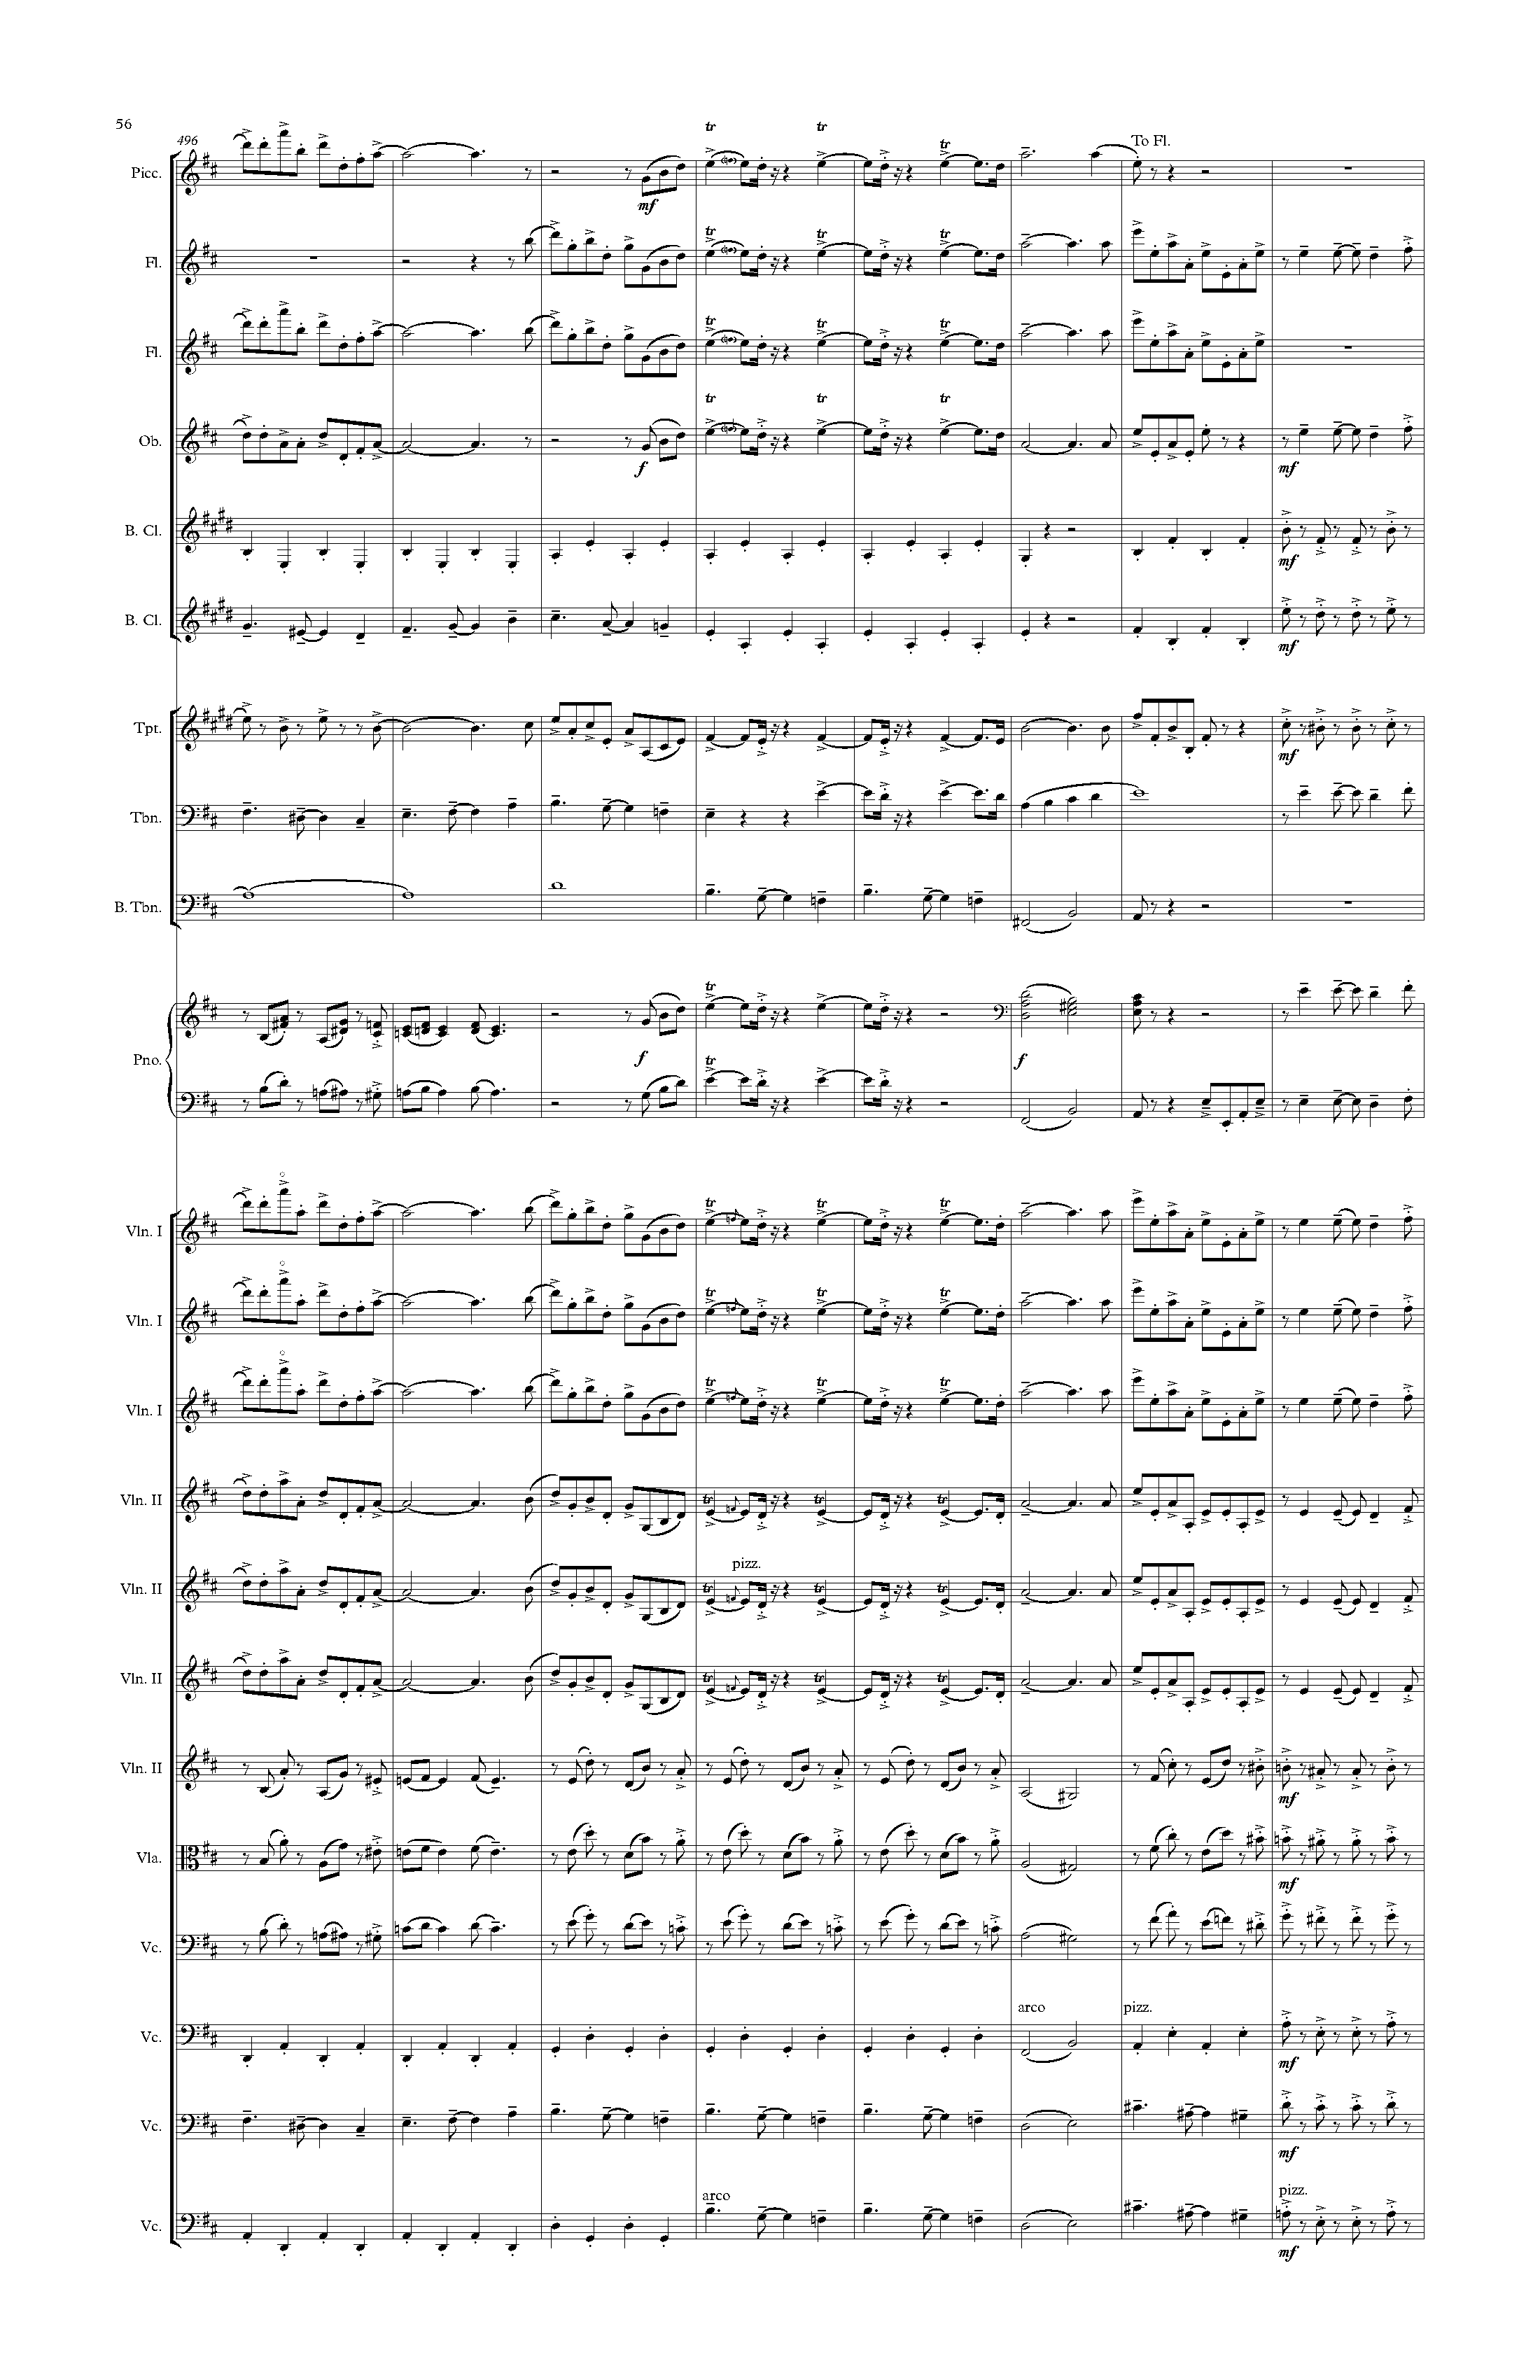 56
496
To Fl.
tr tr
Picc.
tr
mf
tr tr tr
Fl.
tr tr tr
Fl.
tr tr tr
Ob.
f mf
B. Cl.
mf
B. Cl.
mf
Tpt.
mf
Tbn.
B. Tbn.
tr
Pno.
f f
tr
tr tr tr
Vln. I
tr tr tr
Vln. I
tr tr tr
Vln. I
Vln. II
tr tr tr
pizz.
Vln. II
tr tr tr
Vln. II
tr tr tr
Vln. II
mf
Vla.
mf
Vc.
arco pizz.
Vc.
mf
Vc.
mf
arco pizz.
Vc.
mf